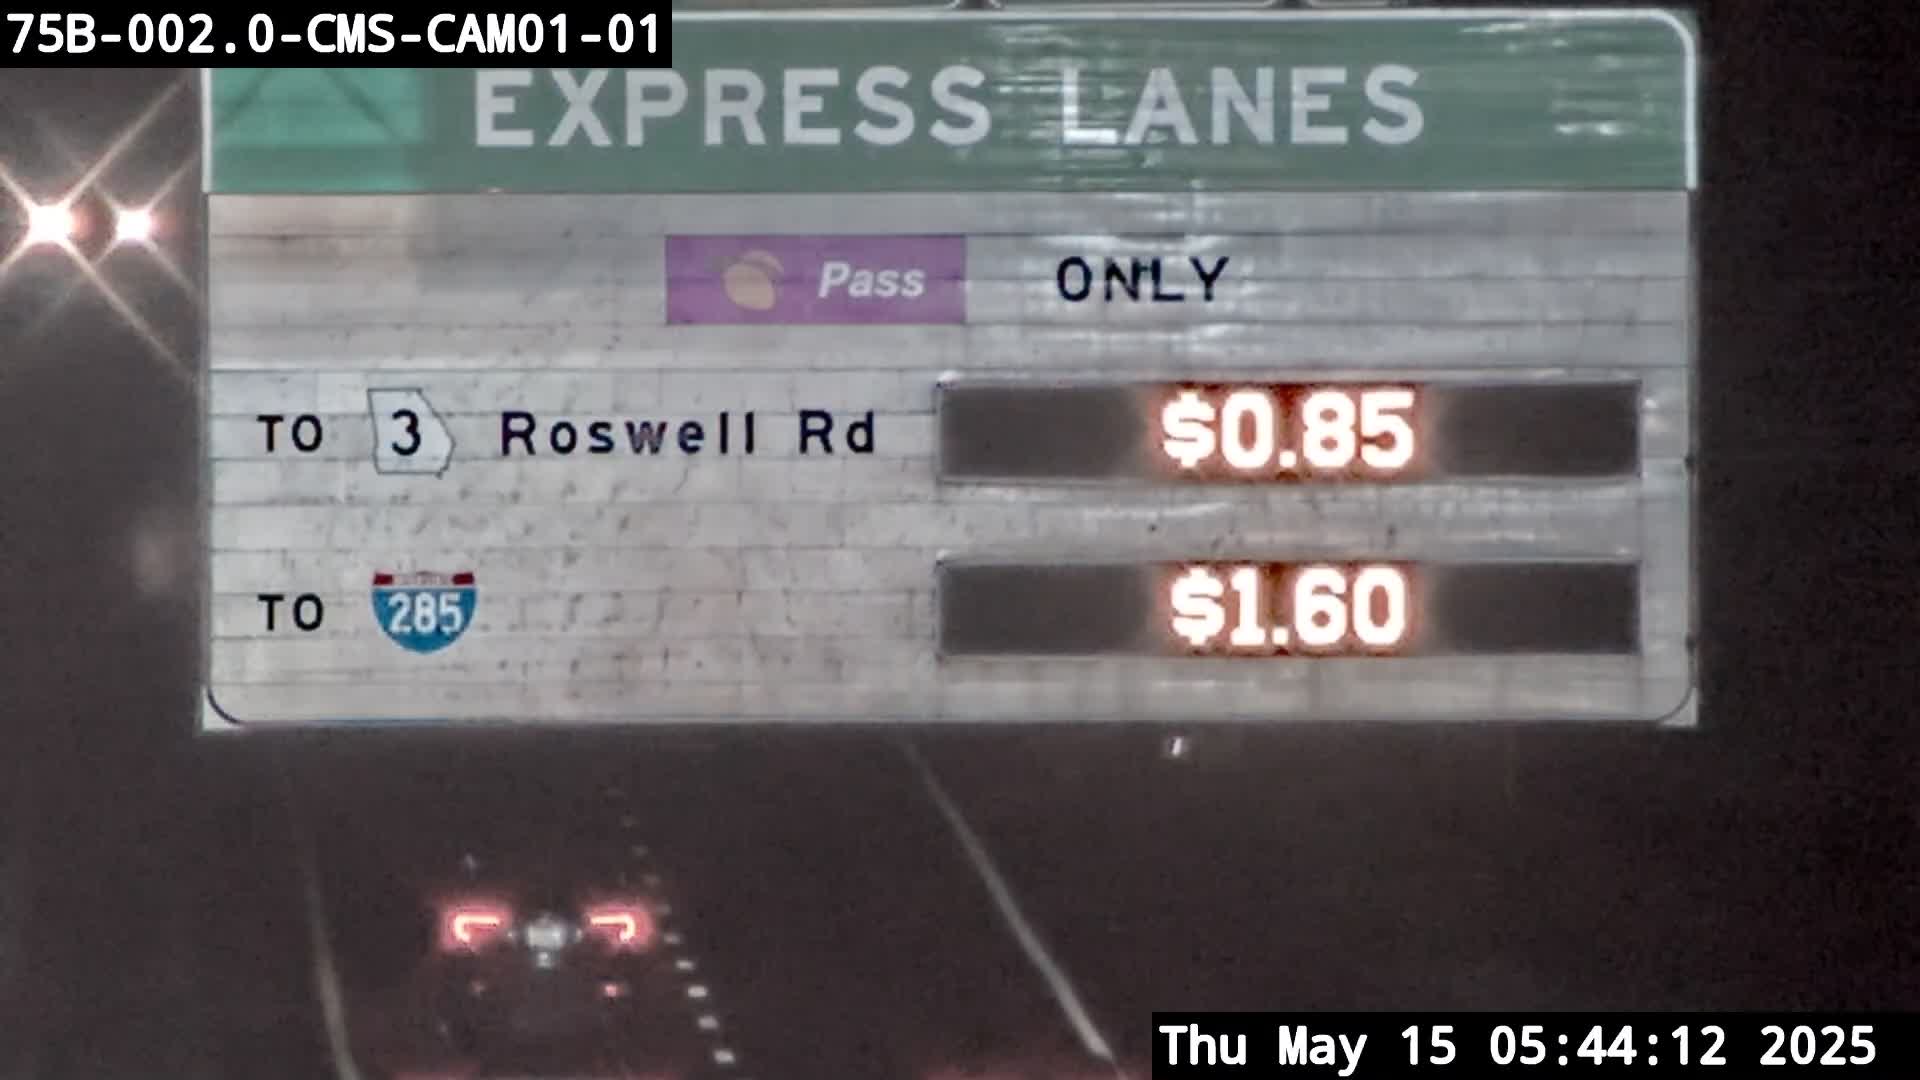 75B-002.0-CMS-CAM01-01
EXPRESS LANES
Pass ONLY
TO 3 Roswell Rd $0.85
TO 285 $1.60
Thu May 15 05:44:12 2025